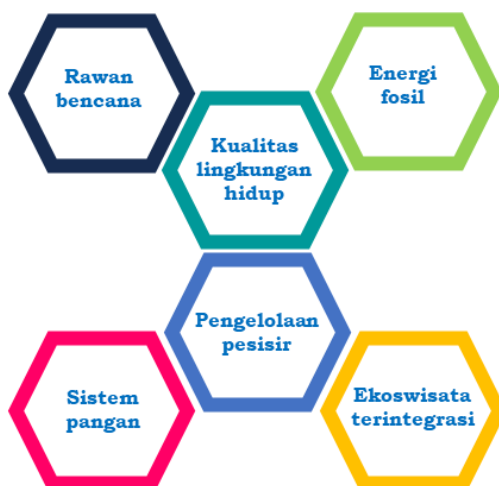 Rawan
bencana
Energi
fosil
Kualitas
lingkungan
hidup
Pengelolaan
pesisir
Sistem
pangan
Ekoswisata
terintegrasi